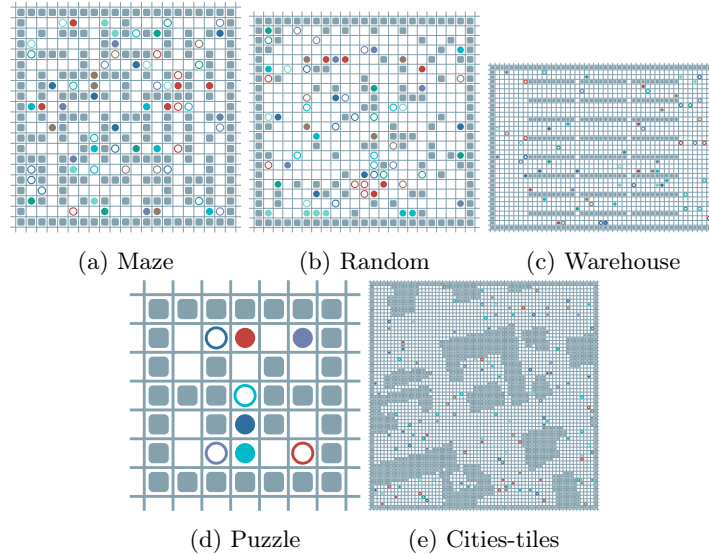 (a) Maze
(b) Random
(c) Warehouse
(d) Puzzle
(e) Cities-tiles